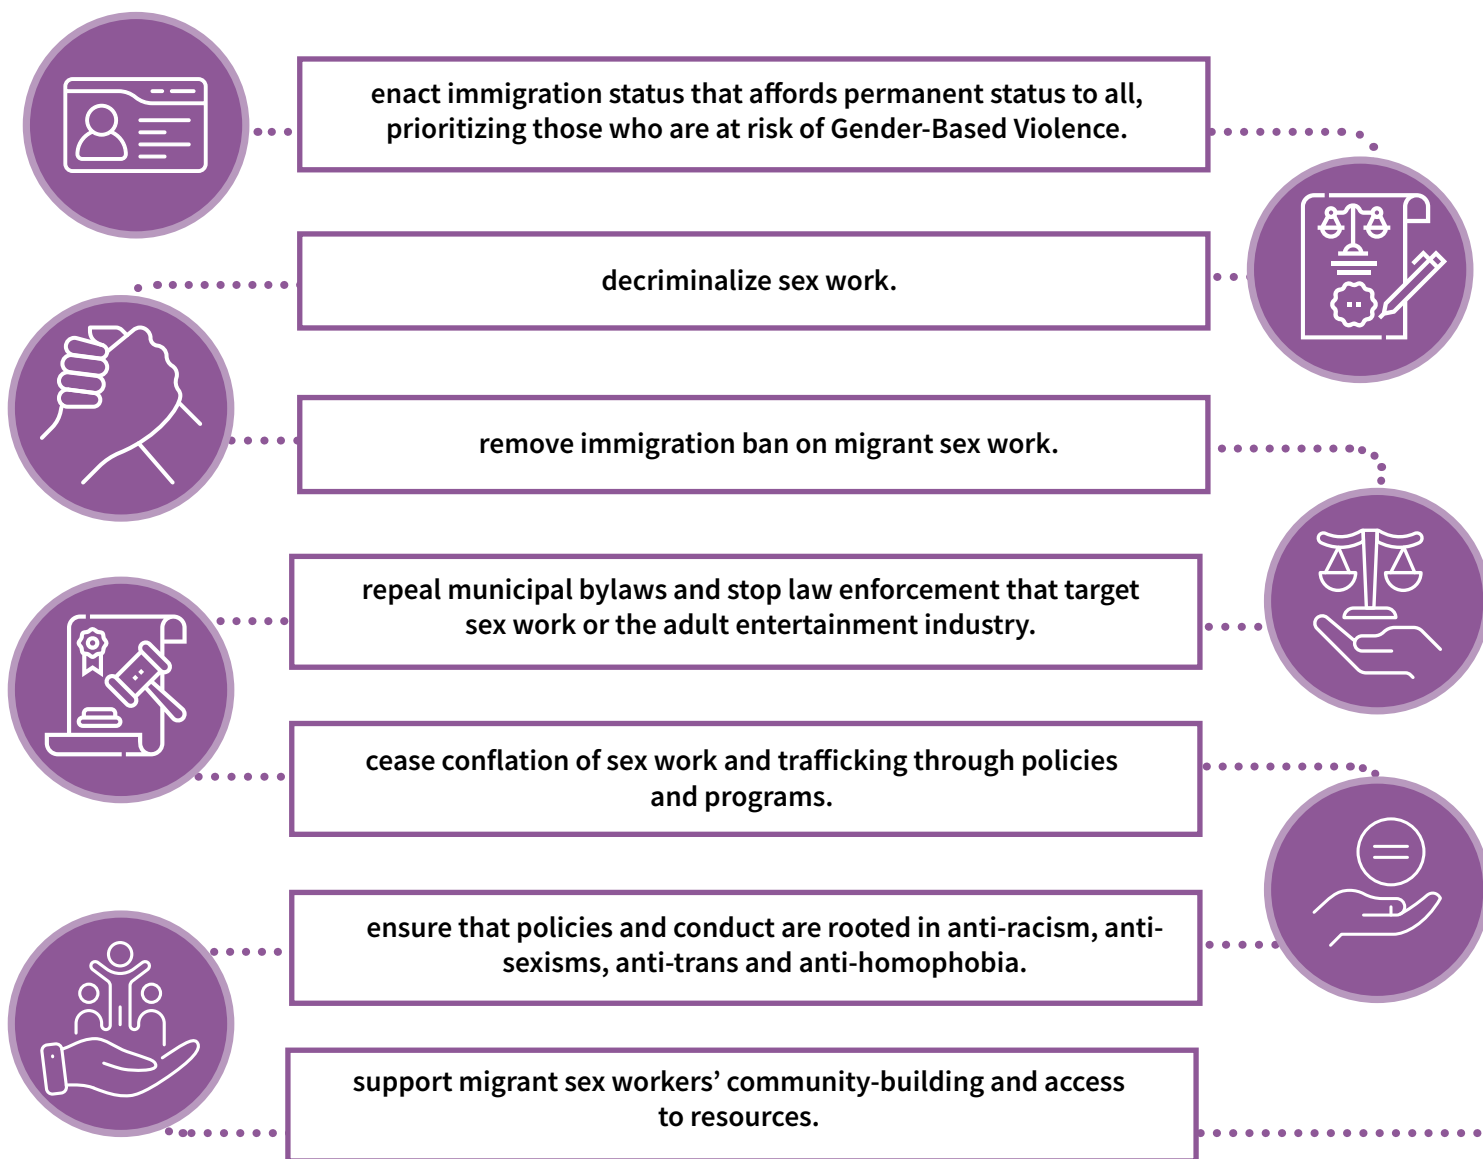 enact immigration status that affords permanent status to all,
prioritizing those who are at risk of Gender-Based Violence.
decriminalize sex work.
remove immigration ban on migrant sex work.
repeal municipal bylaws and stop law enforcement that target
sex work or the adult entertainment industry.
cease conflation of sex work and trafficking through policies
and programs.
ensure that policies and conduct are rooted in anti-racism, anti-
sexisms, anti-trans and anti-homophobia.
support migrant sex workers’ community-building and access
to resources.